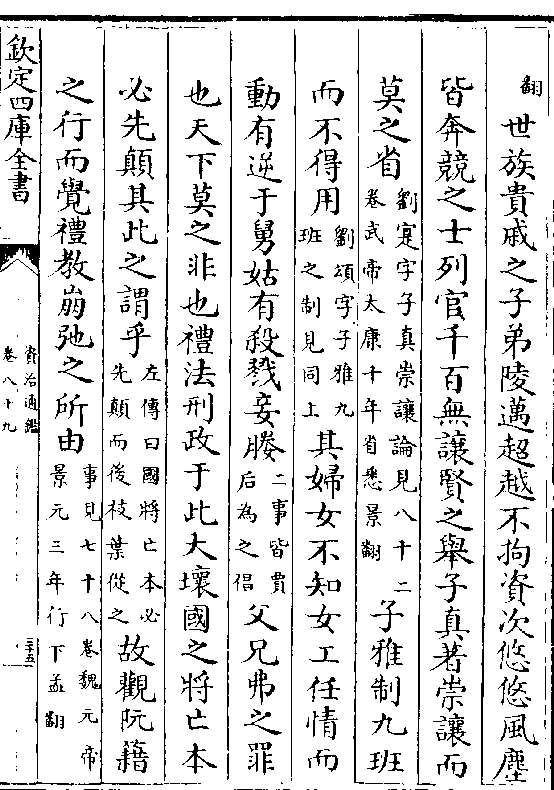 翻世族貴戚之子弟陵邁超越不拘資次悠悠風塵
皆奔競之士列官千百無讓賢之舉子真著崇讓而
莫之省劉寔字子真崇讓論見八十二卷武帝太康十年省悉景翻子雅制九班
而不得用劉頌字子雅九班之制見同上其婦女不知女工任情而
動有逆于舅姑有殺戮妾媵二事皆賈后為之倡父兄弗之罪
也天下莫之非也禮法刑政于此大壞國之將亡本
必先顛其此之謂乎左傳曰國將亡本必先顛而後枝葉從之故觀阮籍
之行而覺禮教崩弛之所由事見七十八卷魏元帝景元三年行下孟翻
欽定四庫全書
資治通鑑
卷八十九
二十五